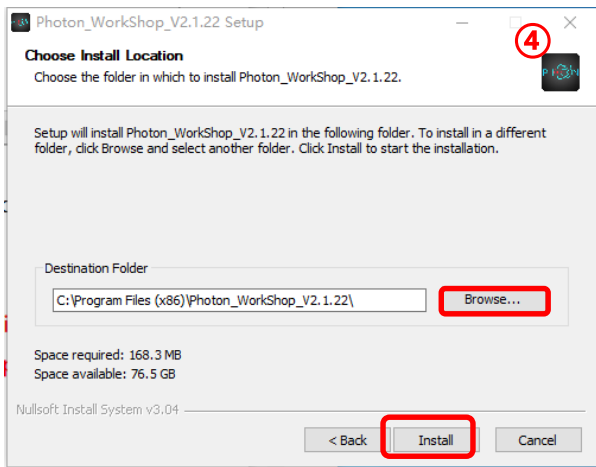 Photon_WorkShop_V2.1.22 Setup
④
Choose Install Location
Choose the folder in which to install Photon_WorkShop_V2.1.22.
Setup will install Photon_WorkShop_V2.1.22 in the following folder. To install in a different
folder, click Browse and select another folder. Click Install to start the installation.
Destination Folder
C:\Program Files (x86)\Photon_WorkShop_V2.1.22\
Browse...
Space required: 168.3 MB
Space available: 76.5 GB
Nullsoft Install System v3.04
< Back
Install
Cancel